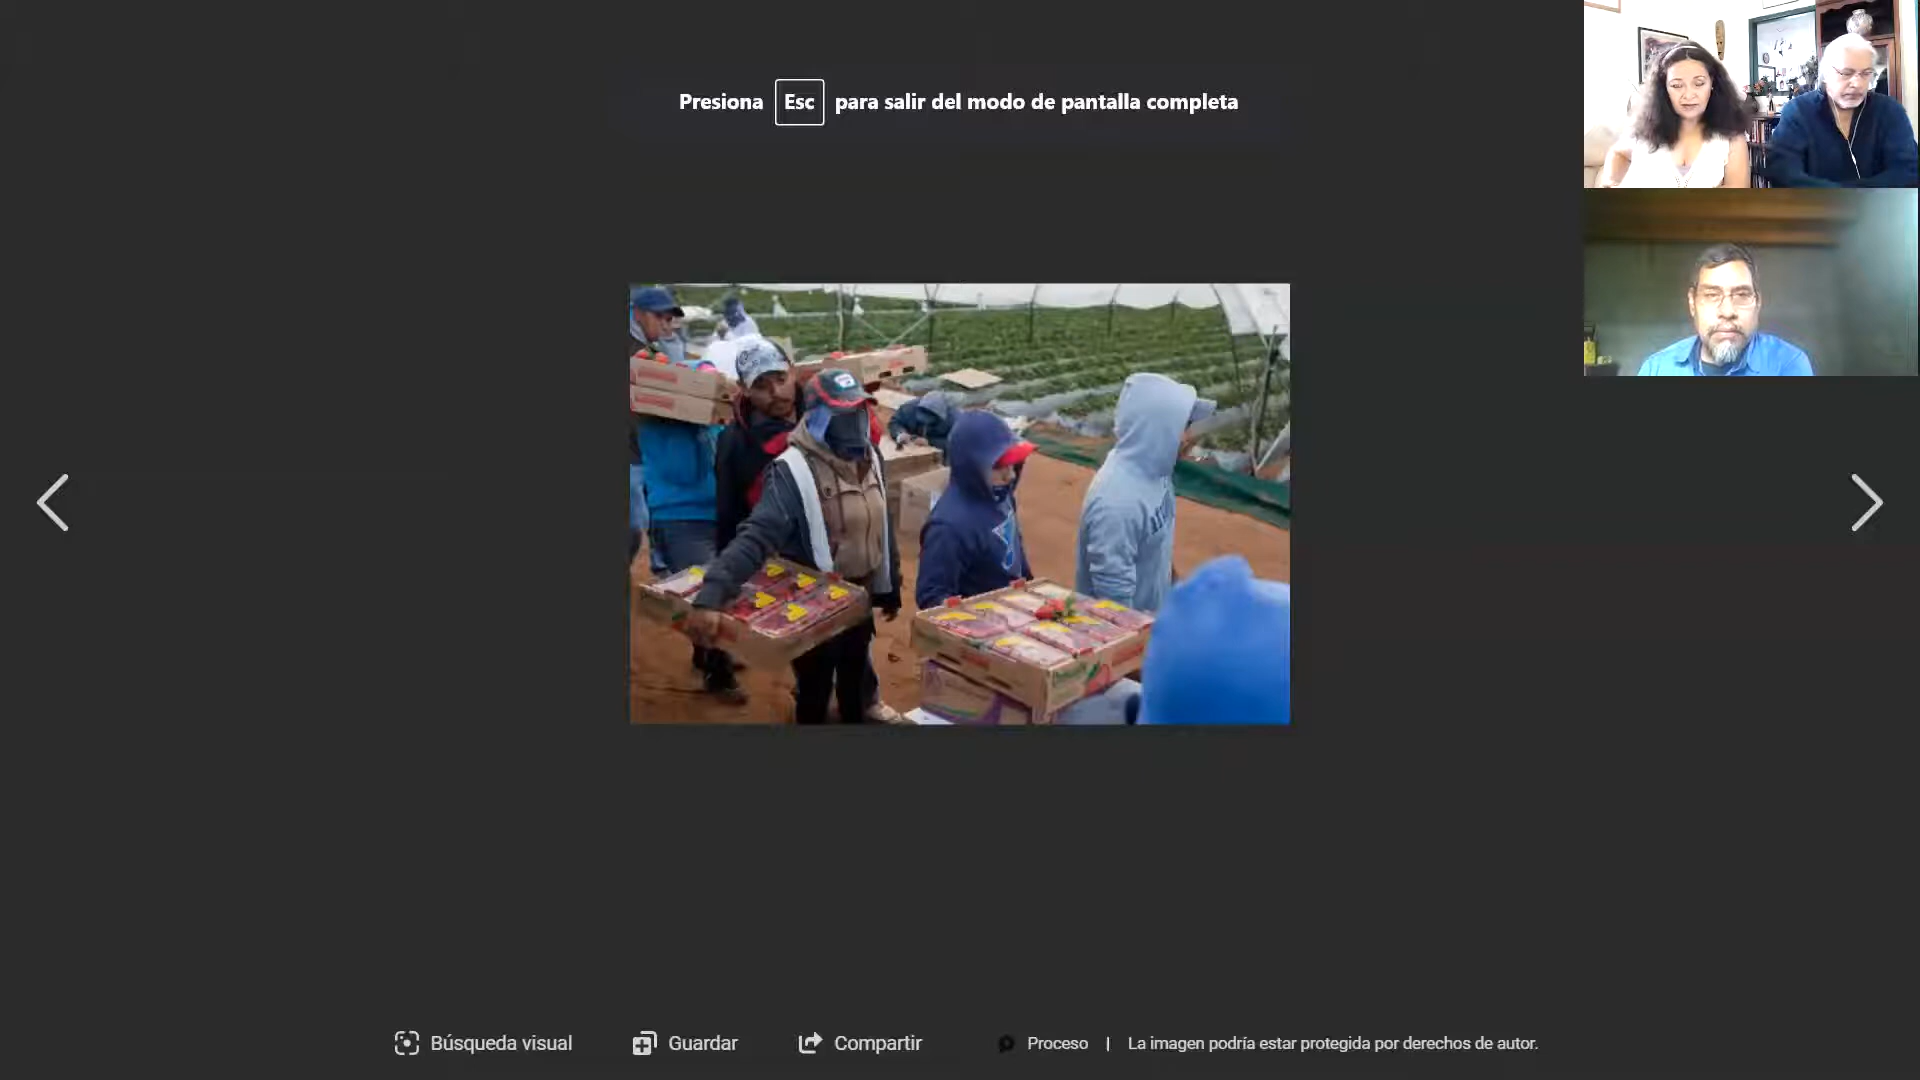 Presiona Esc para salir del modo de pantalla completa
Búsqueda visual Guardar Compartir Proceso | La imagen podría estar protegida por derechos de autor.